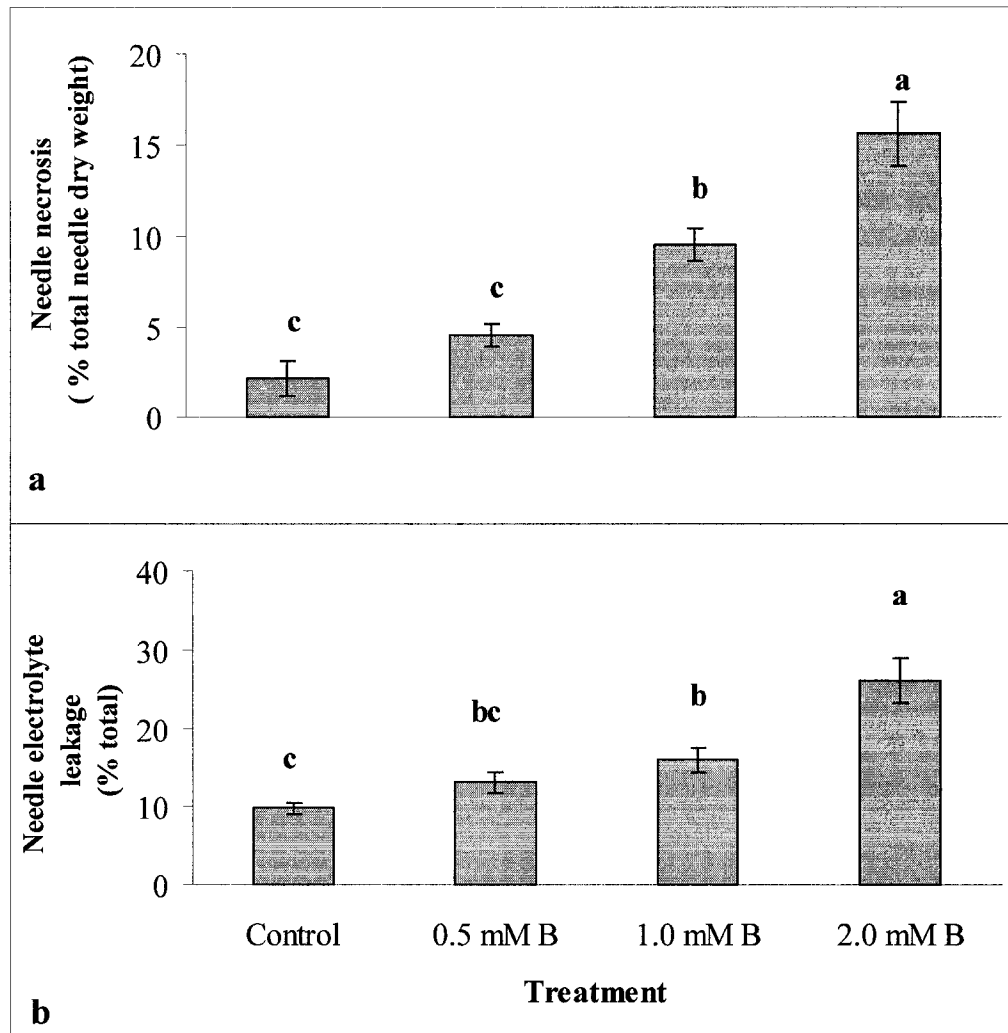 Needle necrosis
( % total needle dry weight)
20
15
10
5
0
c
c
b
a
a
Needle electrolyte
leakage
(% total)
40
30
20
10
0
c
bc
b
a
Control 0.5 mM B 1.0 mM B 2.0 mM B
Treatment
b